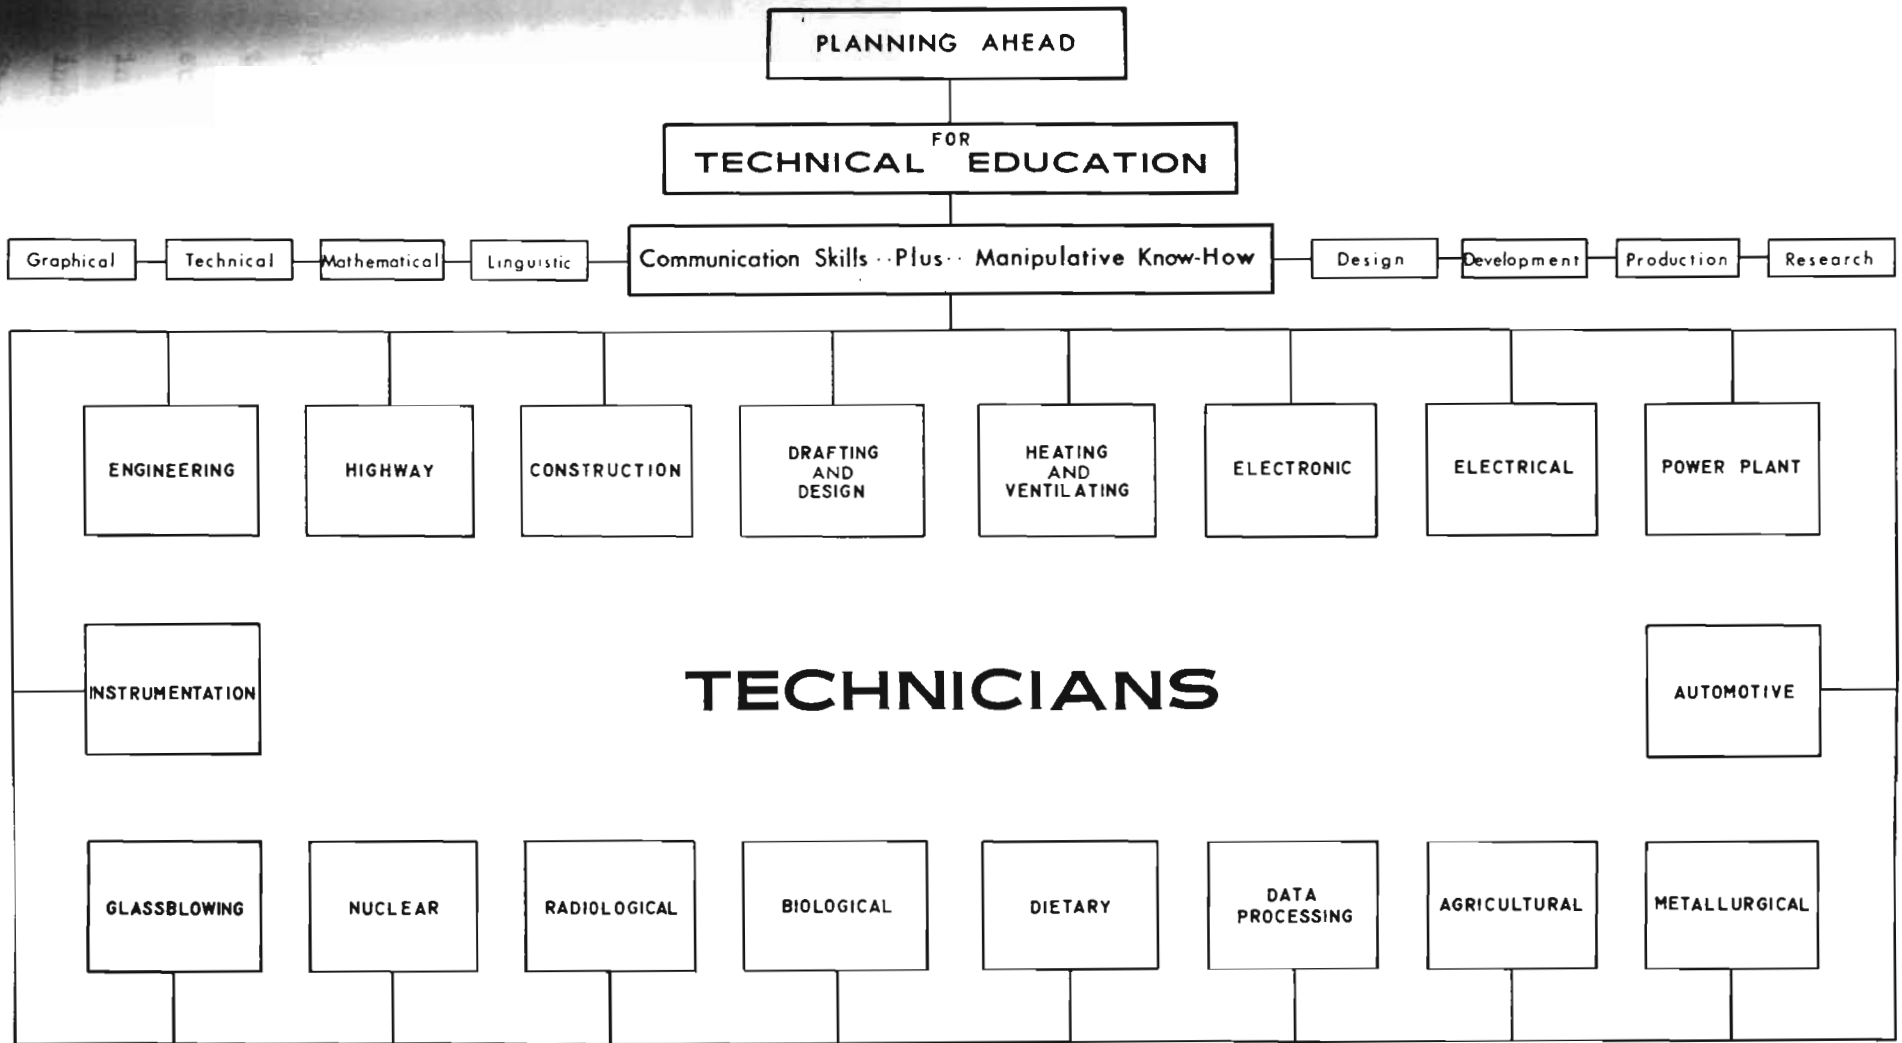 PLANNING AHEAD
FOR
TECHNICAL EDUCATION
Graphical
Technical
Mathematical
Linguistic
Communication Skills ··Plus·· Manipulative Know-How
Design
Development
Production
Research
ENGINEERING
HIGHWAY
CONSTRUCTION
DRAFTING
AND
DESIGN
HEATING
AND
VENTILATING
ELECTRONIC
ELECTRICAL
POWER PLANT
INSTRUMENTATION
TECHNICIANS
AUTOMOTIVE
GLASSBLOWING
NUCLEAR
RADIOLOGICAL
BIOLOGICAL
DIETARY
DATA
PROCESSING
AGRICULTURAL
METALLURGICAL